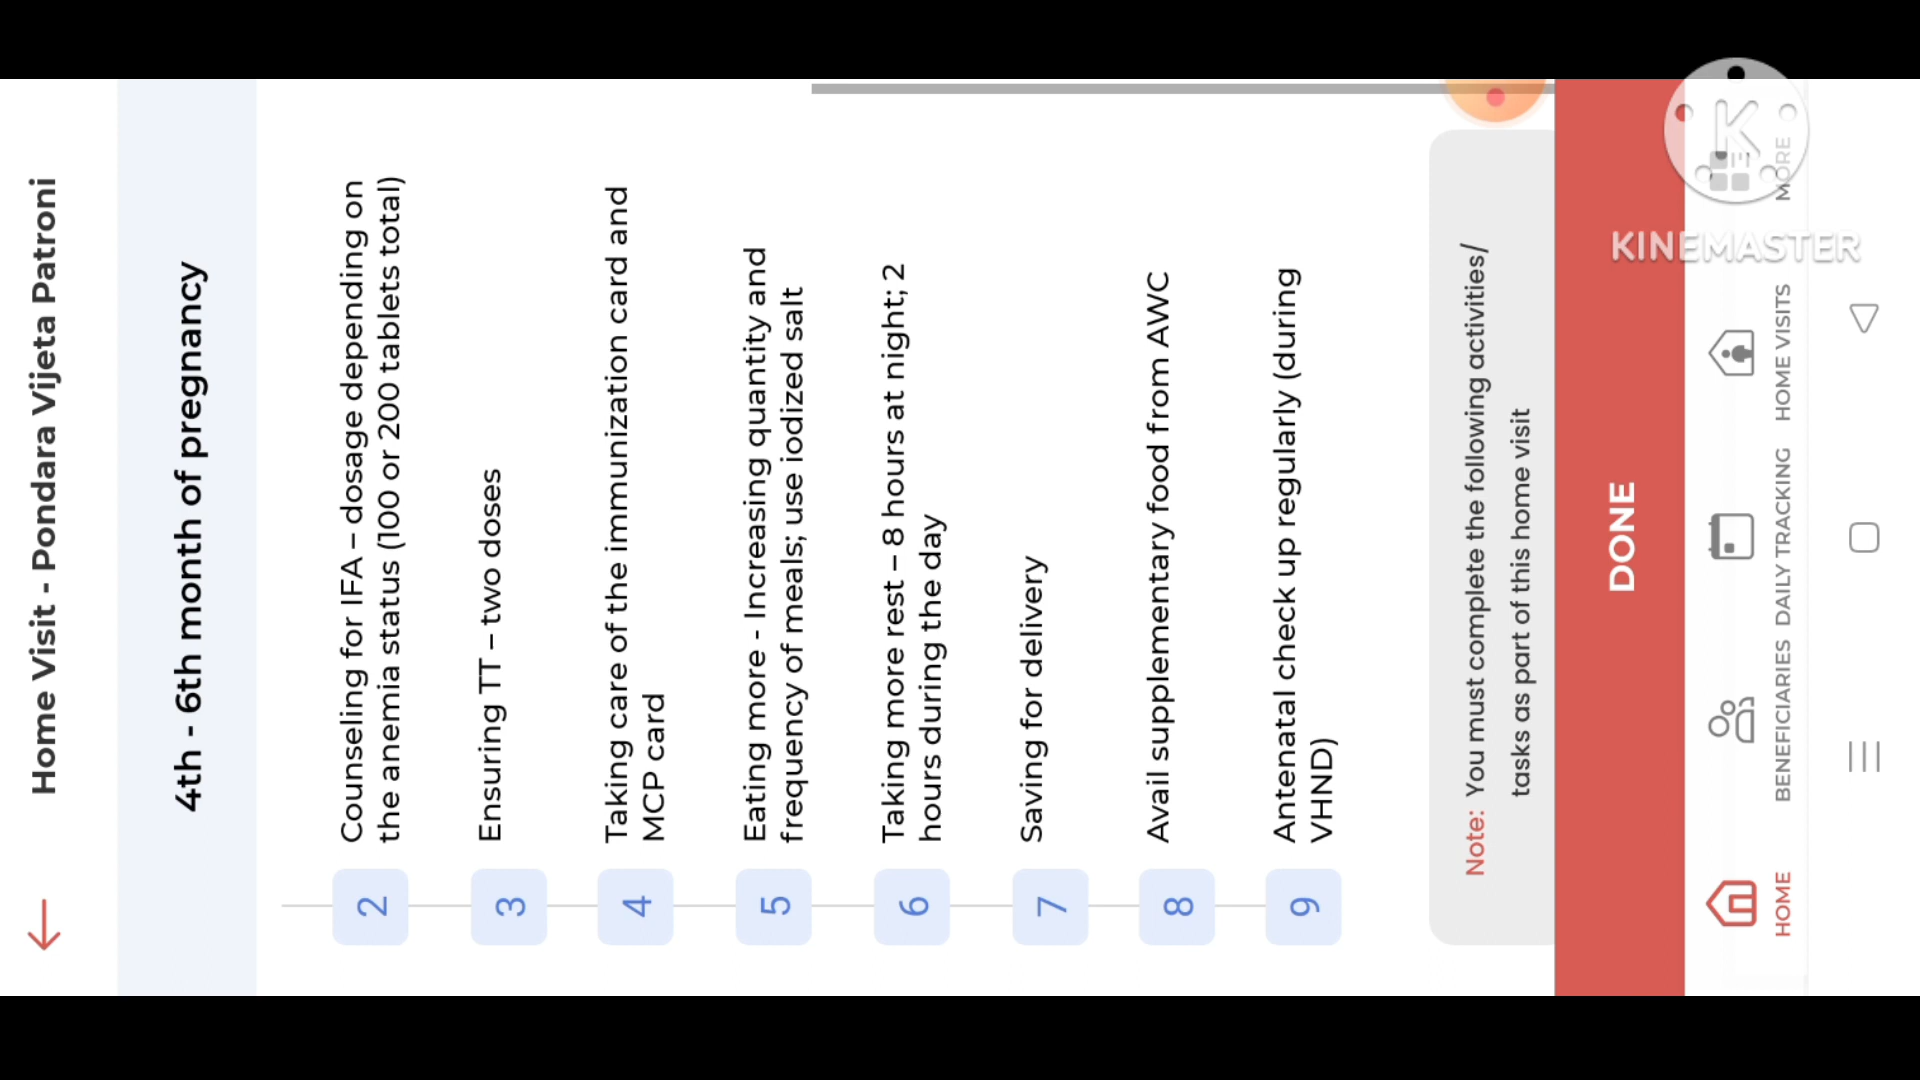 Home Visit - Pondara Vijeta Patroni
4th - 6th month of pregnancy
2
Counseling for IFA – dosage depending on
the anemia status (100 or 200 tablets total)
3
Ensuring TT – two doses
4
Taking care of the immunization card and
MCP card
5
Eating more - Increasing quantity and
frequency of meals; use iodized salt
6
Taking more rest – 8 hours at night; 2
hours during the day
7
Saving for delivery
8
Avail supplementary food from AWC
9
Antenatal check up regularly (during
VHND)
Note: You must complete the following activities/
tasks as part of this home visit
DONE
HOME
BENEFICIARIES
DAILY TRACKING
HOME VISITS
MORE
K
KINEMASTER